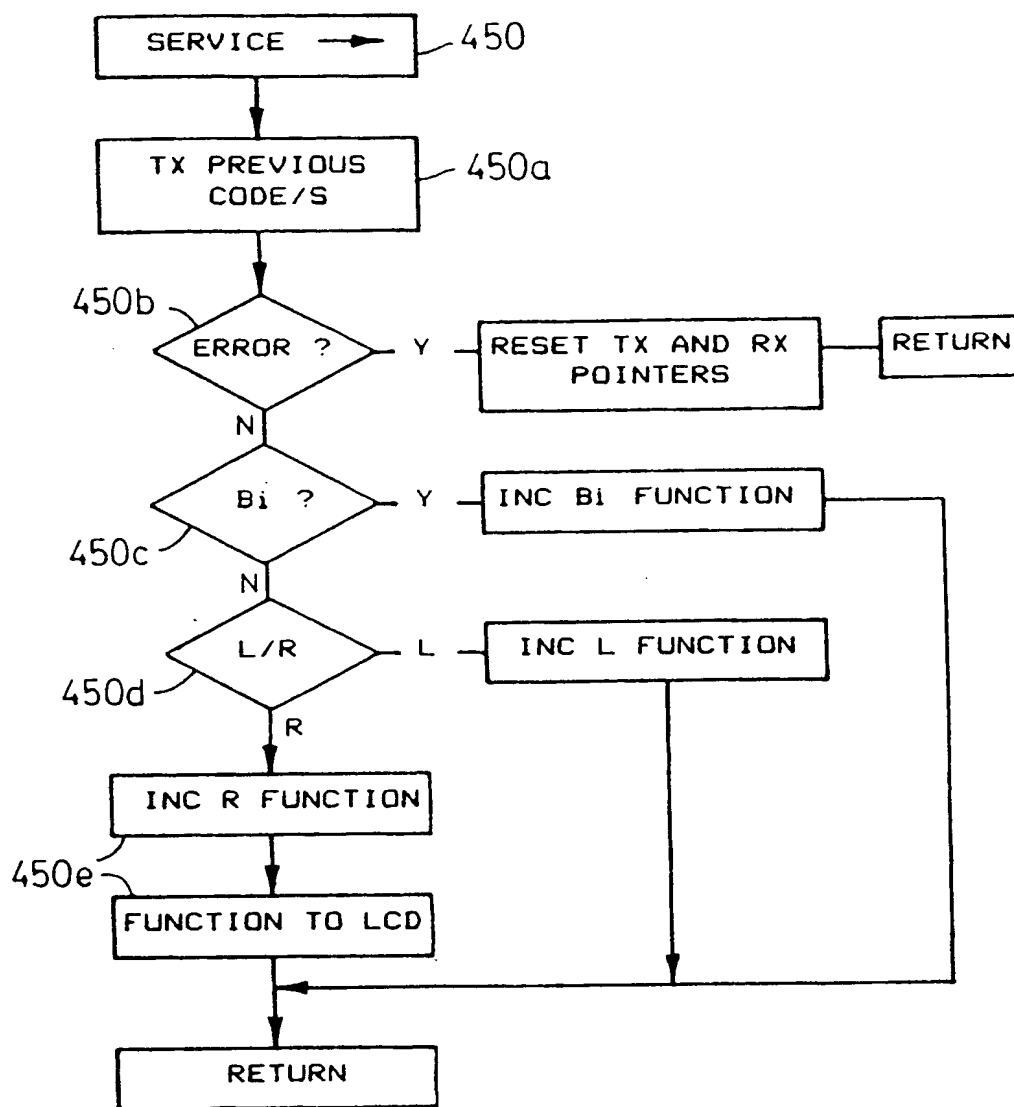 SERVICE → 450
TX PREVIOUS
CODE/S
450a
450b
ERROR ? Y RESET TX AND RX
POINTERS
RETURN
N
Bi ? Y INC Bi FUNCTION
450c
N
L/R L INC L FUNCTION
450d
R
INC R FUNCTION
450e
FUNCTION TO LCD
RETURN